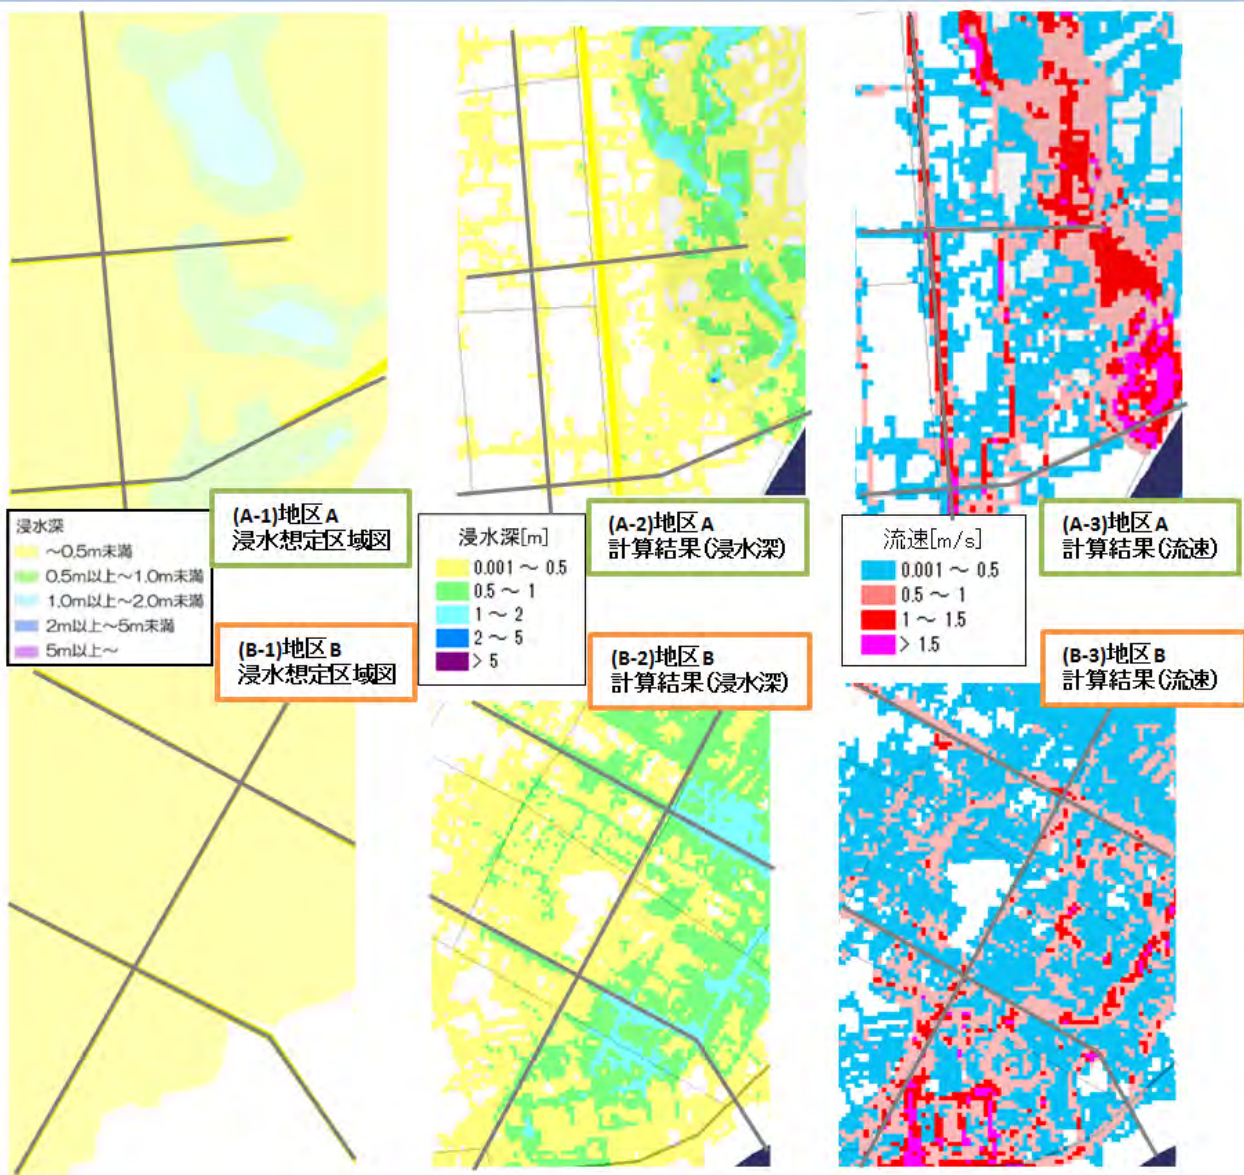 (A-1)地区A
浸水想定区域図
(A-2)地区A
計算結果(浸水深)
(A-3)地区A
計算結果(流速)
浸水深
～0.5m未満
0.5m以上～1.0m未満
1.0m以上～2.0m未満
2m以上～5m未満
5m以上～
浸水深[m]
0.001 ～ 0.5
0.5 ～ 1
1 ～ 2
2 ～ 5
> 5
流速[m/s]
0.001 ～ 0.5
0.5 ～ 1
1 ～ 1.5
> 1.5
(B-1)地区B
浸水想定区域図
(B-2)地区B
計算結果(浸水深)
(B-3)地区B
計算結果(流速)